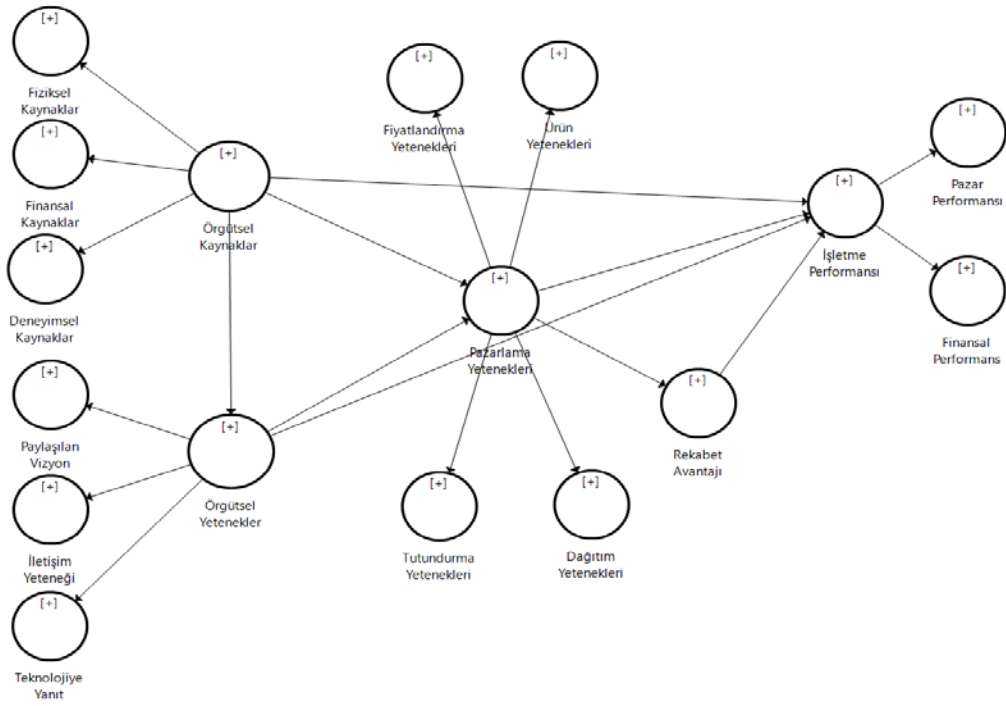 [+]
Fiziksel
Kaynaklar
[+]
Finansal
Kaynaklar
[+]
Deneyimsel
Kaynaklar
[+]
Paylaşılan
Vizyon
[+]
İletişim
Yeteneği
[+]
Teknolojiye
Yanıt
[+]
Örgütsel
Kaynaklar
[+]
Örgütsel
Yetenekler
[+]
Fiyatlandırma
Yetenekleri
[+]
Ürün
Yetenekleri
[+]
Pazarlama
Yetenekleri
[+]
Tutundurma
Yetenekleri
[+]
Dağıtım
Yetenekleri
[+]
Rekabet
Avantajı
[+]
İşletme
Performansı
[+]
Pazar
Performansı
[+]
Finansal
Performans